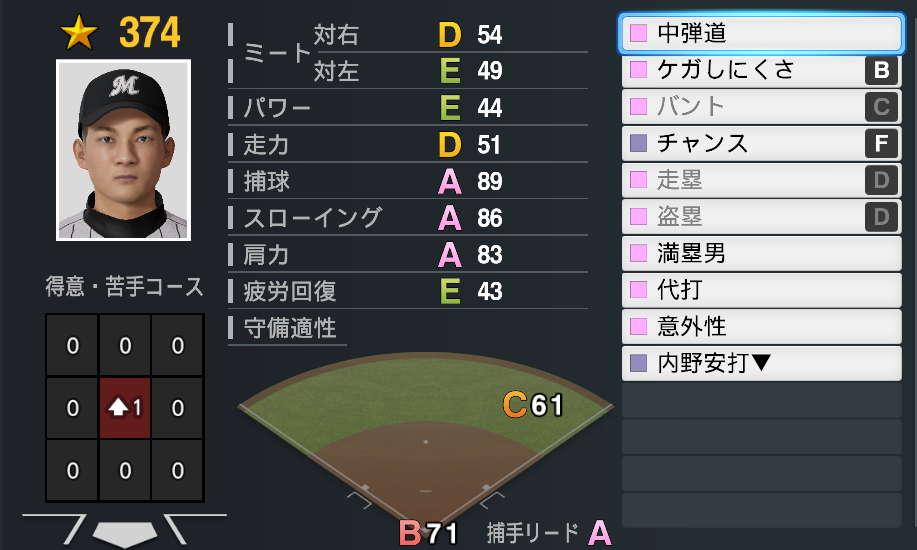 374
ミート 対右 D 54
対左 E 49
パワー E 44
走力 D 51
捕球 A 89
スローイング A 86
肩力 A 83
疲労回復 E 43
守備適性
C 61
B 71 捕手リード A
M
得意・苦手コース
0 0 0
0 1 0
0 0 0
中弾道
ケガしにくさ B
バント C
チャンス F
走塁 D
盗塁 D
満塁男
代打
意外性
内野安打▼